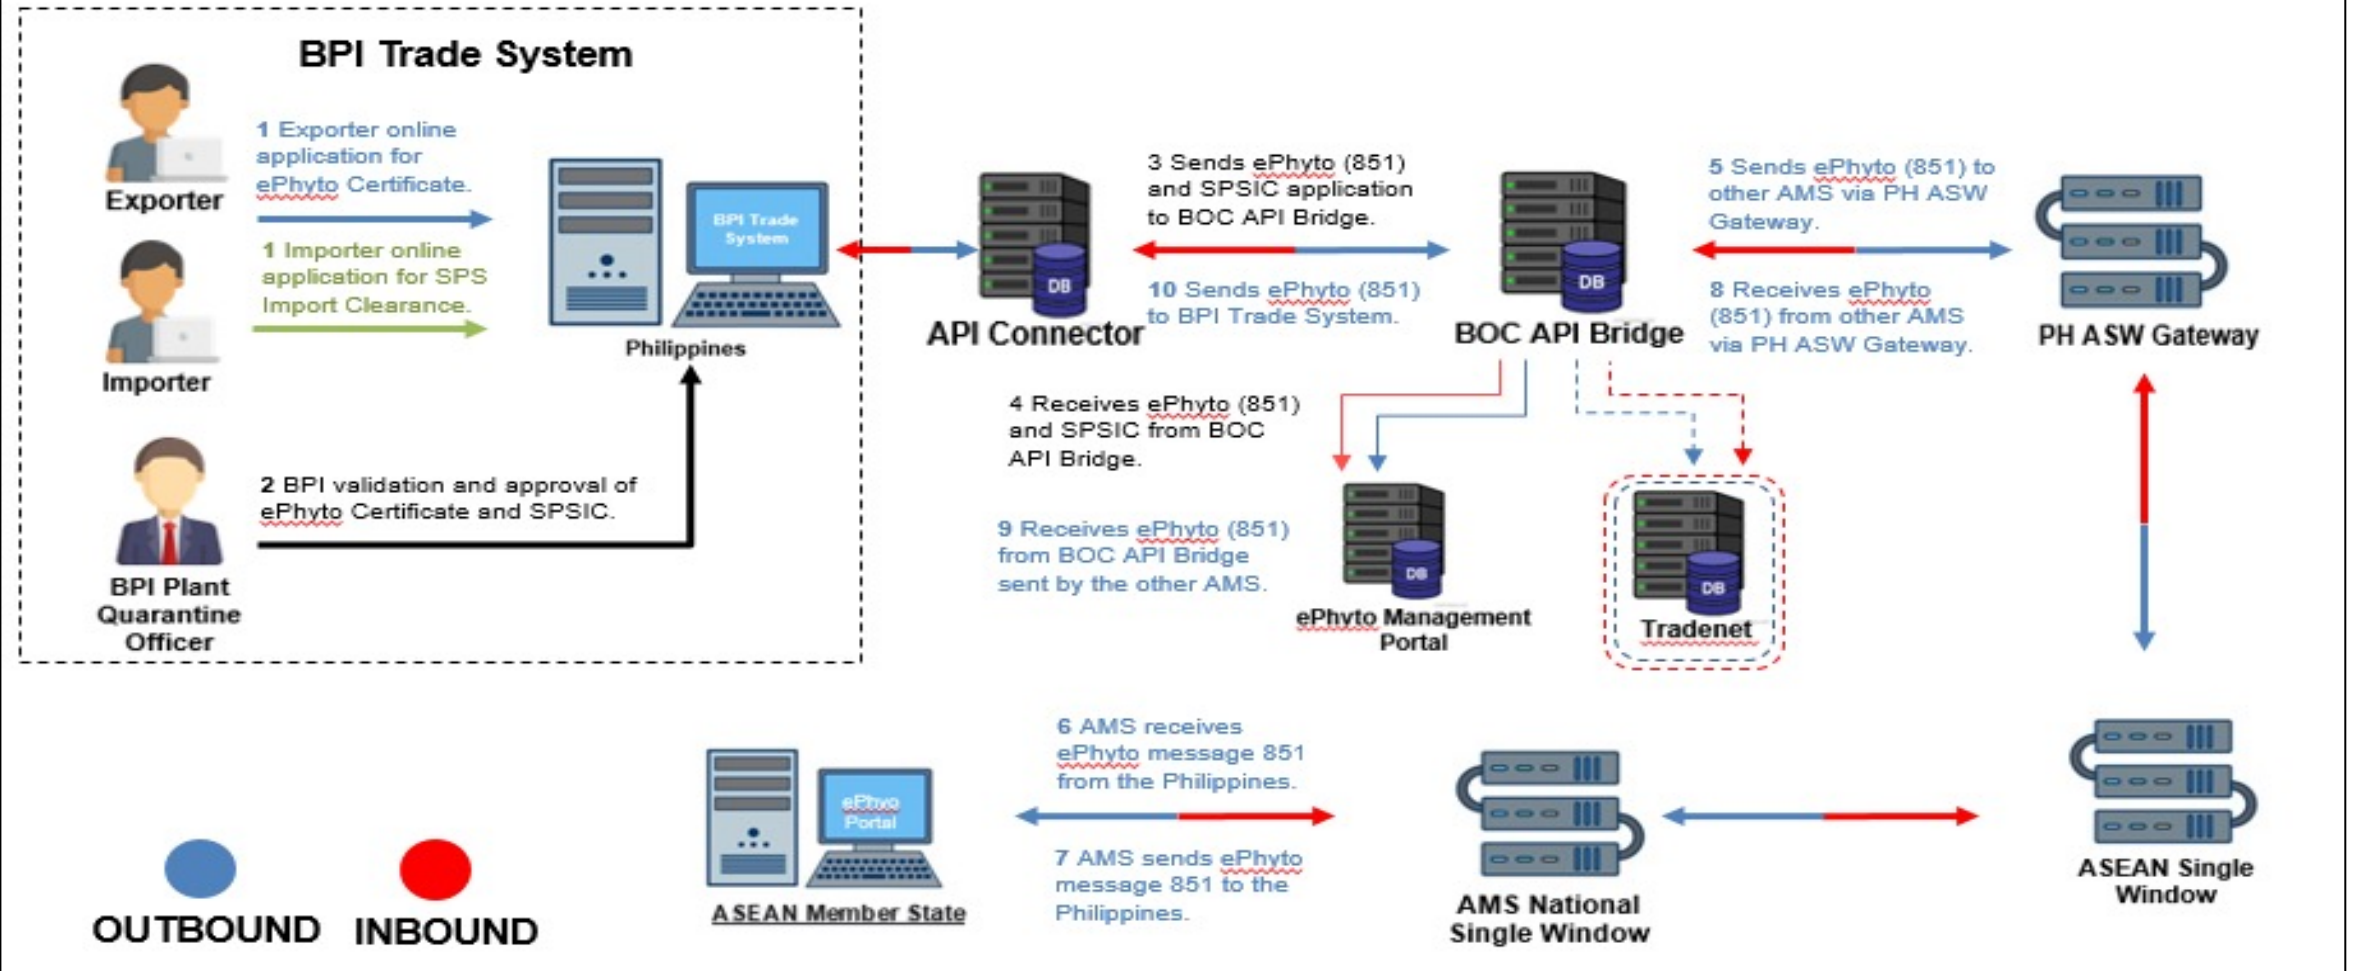 BPI Trade System
1 Exporter online
application for
ePhyto Certificate.
Exporter
1 Importer online
application for SPS
Import Clearance.
Importer
BPI Trade
System
Philippines
2 BPI validation and approval of
ePhyto Certificate and SPSIC.
BPI Plant
Quarantine
Officer
DB
API Connector
3 Sends ePhyto (851)
and SPSIC application
to BOC API Bridge.
10 Sends ePhyto (851)
to BPI Trade System.
DB
BOC API Bridge
5 Sends ePhyto (851) to
other AMS via PH ASW
Gateway.
8 Receives ePhyto
(851) from other AMS
via PH ASW Gateway.
PH ASW Gateway
4 Receives ePhyto (851)
and SPSIC from BOC
API Bridge.
9 Receives ePhyto (851)
from BOC API Bridge
sent by the other AMS.
DB
ePhyto Management
Portal
DB
Tradenet
6 AMS receives
ePhyto message 851
from the Philippines.
7 AMS sends ePhyto
message 851 to the
Philippines.
ePhyo
Portal
ASEAN Member State
AMS National
Single Window
ASEAN Single
Window
OUTBOUND
INBOUND